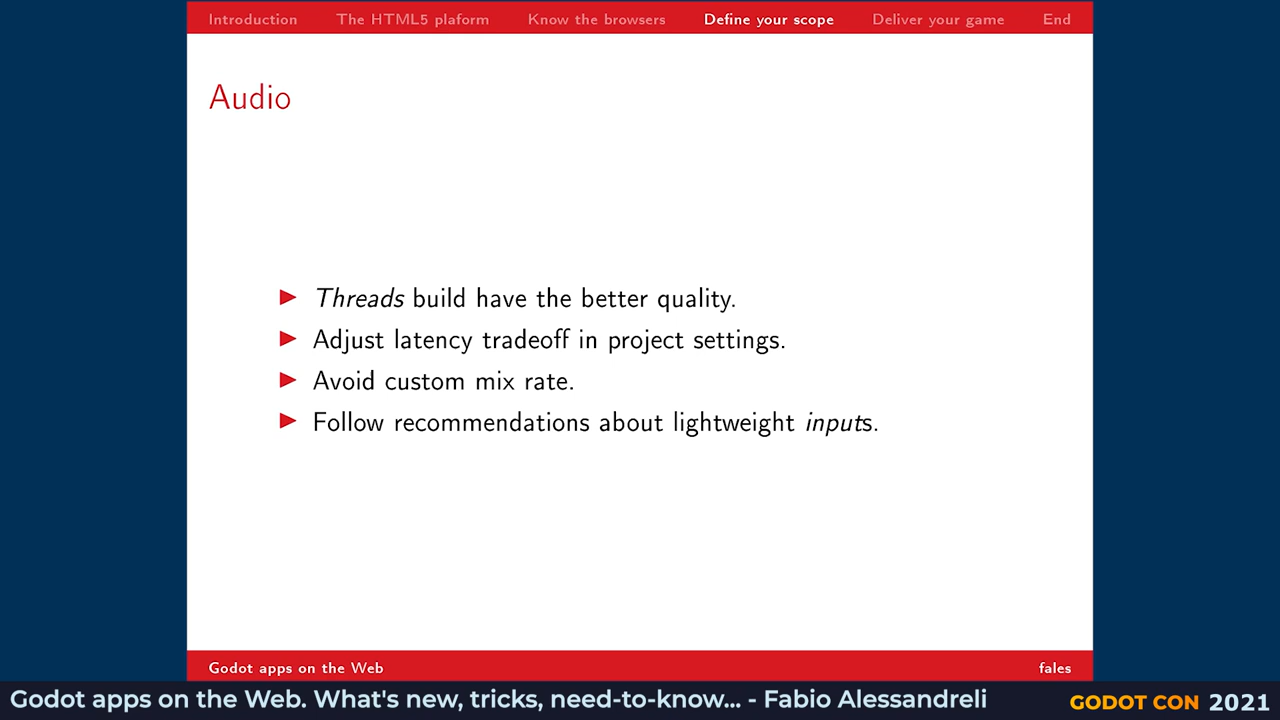 Introduction The HTML5 plaform Know the browsers Define your scope Deliver your game End
Audio
Threads build have the better quality.
Adjust latency tradeoff in project settings.
Avoid custom mix rate.
Follow recommendations about lightweight inputs.
Godot apps on the Web fales
Godot apps on the Web. What's new, tricks, need-to-know... - Fabio Alessandreli GODOT CON 2021